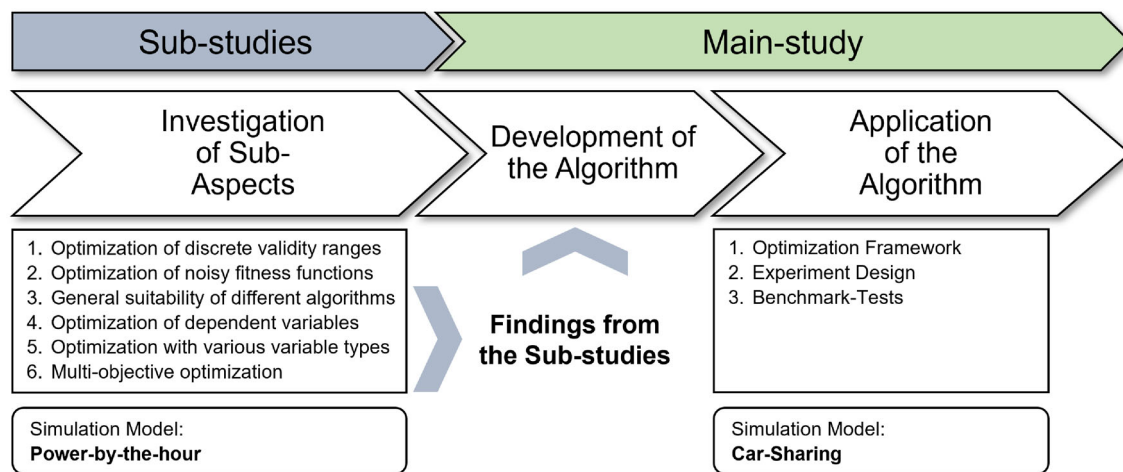 Sub-studies
Main-study
Investigation
of Sub-
Aspects
Development of
the Algorithm
Application
of the
Algorithm
1. Optimization of discrete validity ranges
2. Optimization of noisy fitness functions
3. General suitability of different algorithms
4. Optimization of dependent variables
5. Optimization with various variable types
6. Multi-objective optimization
Findings from
the Sub-studies
1. Optimization Framework
2. Experiment Design
3. Benchmark-Tests
Simulation Model:
Power-by-the-hour
Simulation Model:
Car-Sharing